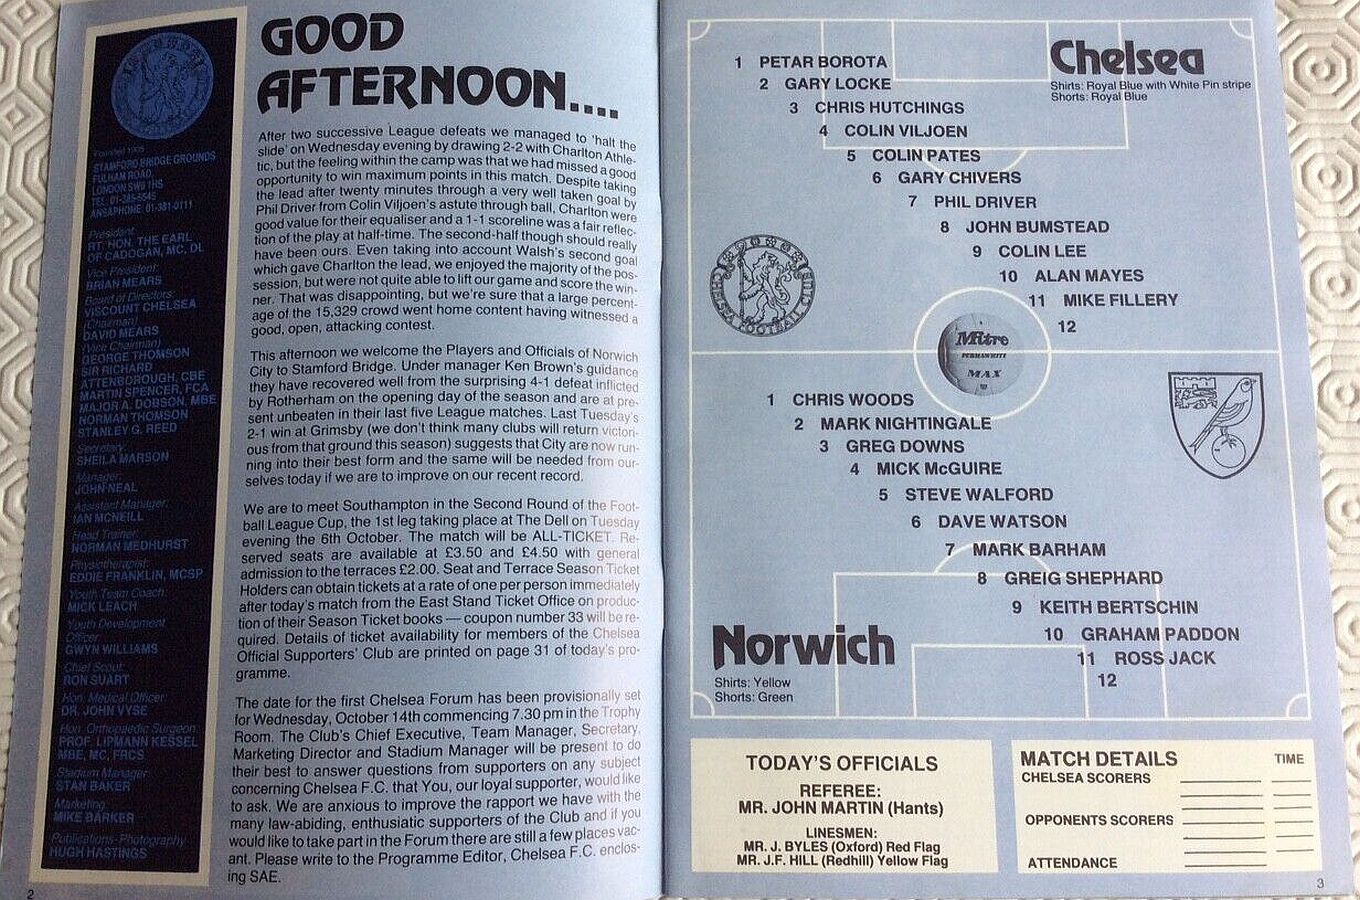 Founded 1905
STAMFORD BRIDGE GROUNDS
FULHAM ROAD,
LONDON SW6 1HS
TEL: 01-385-5545
ANSAPHONE: 01-381-0111
President:
RT. HON. THE EARL
OF CADOGAN, MC, DL
Vice President:
BRIAN MEARS
Board of Directors:
VISCOUNT CHELSEA
(Chairman)
DAVID MEARS
(Vice Chairman)
GEORGE THOMSON
SIR RICHARD
ATTENBOROUGH, CBE
MARTIN SPENCER, FCA
MAJOR A. DOBSON, MBE
NORMAN THOMSON
STANLEY G. REED
Secretary:
SHEILA MARSON
Manager:
JOHN NEAL
Assistant Manager:
IAN MCNEILL
Head Trainer:
NORMAN MEDHURST
Physiotherapist:
EDDIE FRANKLIN, MCSP
Youth Team Coach:
MICK LEACH
Youth Development
Officer:
GWYN WILLIAMS
Chief Scout:
RON SUART
Hon. Medical Officer:
DR. JOHN VYSE
Hon. Orthopaedic Surgeon:
PROF. LIPMANN KESSEL
MBE, MC, FRCS
Stadium Manager:
STAN BAKER
Marketing:
MIKE BARKER
Publications-Photography
HUGH HASTINGS
2
GOOD
AFTERNOON....
After two successive League defeats we managed to 'halt the
slide' on Wednesday evening by drawing 2-2 with Charlton Athle-
tic, but the feeling within the camp was that we had missed a good
opportunity to win maximum points in this match. Despite taking
the lead after twenty minutes through a very well taken goal by
Phil Driver from Colin Viljoen's astute through ball, Charlton were
good value for their equaliser and a 1-1 scoreline was a fair reflec-
tion of the play at half-time. The second-half though should really
have been ours. Even taking into account Walsh's second goal
which gave Charlton the lead, we enjoyed the majority of the pos-
session, but were not quite able to lift our game and score the win-
ner. That was disappointing, but we're sure that a large percent-
age of the 15,329 crowd went home content having witnessed a
good, open, attacking contest.
This afternoon we welcome the Players and Officials of Norwich
City to Stamford Bridge. Under manager Ken Brown's guidance
they have recovered well from the surprising 4-1 defeat inflicted
by Rotherham on the opening day of the season and are at pre-
sent unbeaten in their last five League matches. Last Tuesday's
2-1 win at Grimsby (we don't think many clubs will return victori-
ous from that ground this season) suggests that City are now run-
ning into their best form and the same will be needed from our-
selves today if we are to improve on our recent record.
We are to meet Southampton in the Second Round of the Foot-
ball League Cup, the 1st leg taking place at The Dell on Tuesday
evening the 6th October. The match will be ALL-TICKET. Re-
served seats are available at £3.50 and £4.50 with general
admission to the terraces £2.00. Seat and Terrace Season Ticket
Holders can obtain tickets at a rate of one per person immediately
after today's match from the East Stand Ticket Office on produc-
tion of their Season Ticket books — coupon number 33 will be re-
quired. Details of ticket availability for members of the Chelsea
Official Supporters' Club are printed on page 31 of today's pro-
gramme.
The date for the first Chelsea Forum has been provisionally set
for Wednesday, October 14th commencing 7.30 pm in the Trophy
Room. The Club's Chief Executive, Team Manager, Secretary,
Marketing Director and Stadium Manager will be present to do
their best to answer questions from supporters on any subject
concerning Chelsea F.C. that You, our loyal supporter, would like
to ask. We are anxious to improve the rapport we have with the
many law-abiding, enthusiastic supporters of the Club and if you
would like to take part in the Forum there are still a few places vac-
ant. Please write to the Programme Editor, Chelsea F.C. enclos-
ing SAE.
Chelsea
Shirts: Royal Blue with White Pin stripe
Shorts: Royal Blue
1 PETAR BOROTA
2 GARY LOCKE
3 CHRIS HUTCHINGS
4 COLIN VILJOEN
5 COLIN PATES
6 GARY CHIVERS
7 PHIL DRIVER
8 JOHN BUMSTEAD
9 COLIN LEE
10 ALAN MAYES
11 MIKE FILLERY
12
CHELSEA FOOTBALL CLUB
Mitre
PERMAWHITE
MAX
1 CHRIS WOODS
2 MARK NIGHTINGALE
3 GREG DOWNS
4 MICK McGUIRE
5 STEVE WALFORD
6 DAVE WATSON
7 MARK BARHAM
8 GREIG SHEPHARD
9 KEITH BERTSCHIN
10 GRAHAM PADDON
11 ROSS JACK
12
Norwich
Shirts: Yellow
Shorts: Green
TODAY'S OFFICIALS
REFEREE:
MR. JOHN MARTIN (Hants)
LINESMEN:
MR. J. BYLES (Oxford) Red Flag
MR. J.F. HILL (Redhill) Yellow Flag
MATCH DETAILS
TIME
CHELSEA SCORERS
OPPONENTS SCORERS
ATTENDANCE
3